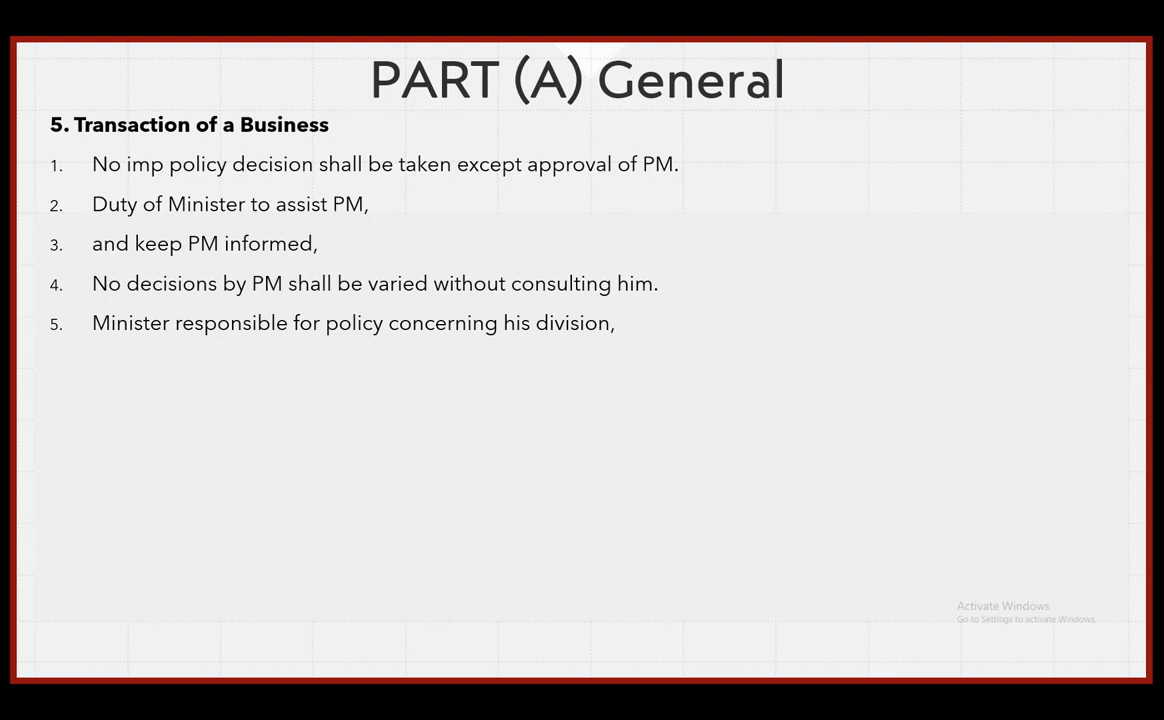 PART (A) General
5. Transaction of a Business
1. No imp policy decision shall be taken except approval of PM.
2. Duty of Minister to assist PM,
3. and keep PM informed,
4. No decisions by PM shall be varied without consulting him.
5. Minister responsible for policy concerning his division,
Activate Windows
Go to Settings to activate Windows.